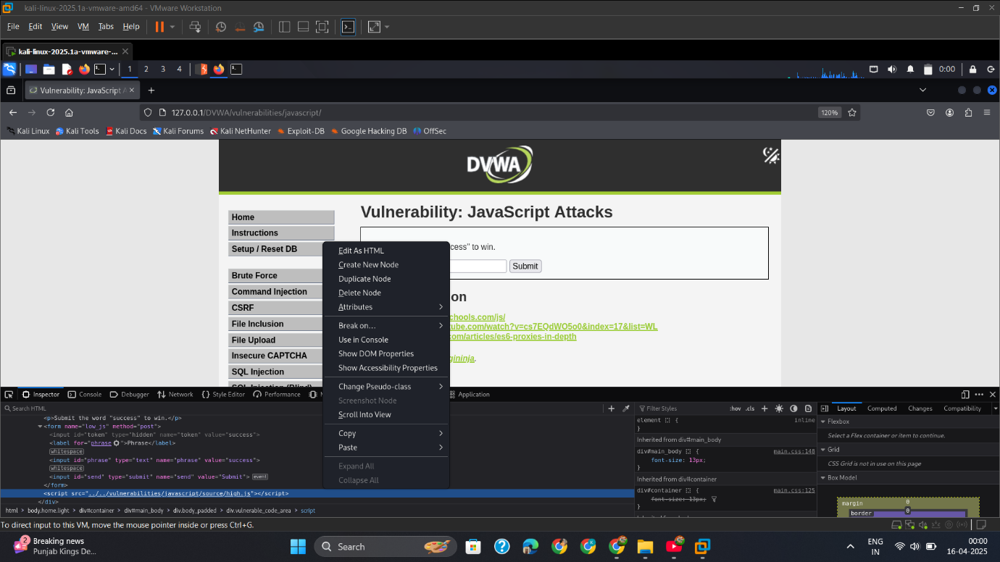 kali-linux-2025.1a-vmware-amd64 - VMware Workstation
File Edit View VM Tabs Help
kali-linux-2025.1a-vmware-...
1 2 3 4 0:00
Vulnerability: JavaScript A
127.0.0.1/DVWA/vulnerabilities/javascript/ 120%
Kali Linux Kali Tools Kali Docs Kali Forums Kali NetHunter Exploit-DB Google Hacking DB OffSec
DVWA
Home
Instructions
Setup / Reset DB
Brute Force
Command Injection
CSRF
File Inclusion
File Upload
Insecure CAPTCHA
SQL Injection
SQL Injection (Blind)
Vulnerability: JavaScript Attacks
cess" to win.
Submit
on
chools.com/js/
ube.com/watch?v=cs7EQdWO5o0&index=17&list=WL
om/articles/es6-proxies-in-depth
gininja.
Edit As HTML
Create New Node
Duplicate Node
Delete Node
Attributes
Break on…
Use in Console
Show DOM Properties
Show Accessibility Properties
Change Pseudo-class
Screenshot Node
Scroll Into View
Copy
Paste
Expand All
Collapse All
Inspector Console Debugger Network Style Editor Performance M Application
Search HTML
<p>Submit the word "success" to win.</p>
<form name="low_js" method="post">
<input id="token" type="hidden" name="token" value="success">
<label for="phrase">Phrase</label>
whitespace
<input id="phrase" type="text" name="phrase" value="success">
whitespace
<input id="send" type="submit" name="send" value="Submit"> event
</form>
<script src="../../vulnerabilities/javascript/source/high.js"></script>
</div>
html body.home.light div#container div#main_body div.body_padded div.vulnerable_code_area script
Filter Styles :hov .cls
element { inline
}
Inherited from div#main_body
div#main_body { main.css:148
font-size: 13px;
}
Inherited from div#container
div#container { main.css:125
font-size: 13px;
}
Layout Computed Changes Compatibility
Flexbox
Select a Flex container or item to continue.
Grid
CSS Grid is not in use on this page
Box Model
margin 0
border 0
To direct input to this VM, move the mouse pointer inside or press Ctrl+G.
2
Breaking news
Punjab Kings De...
Search
ENG
IN
00:00
16-04-2025